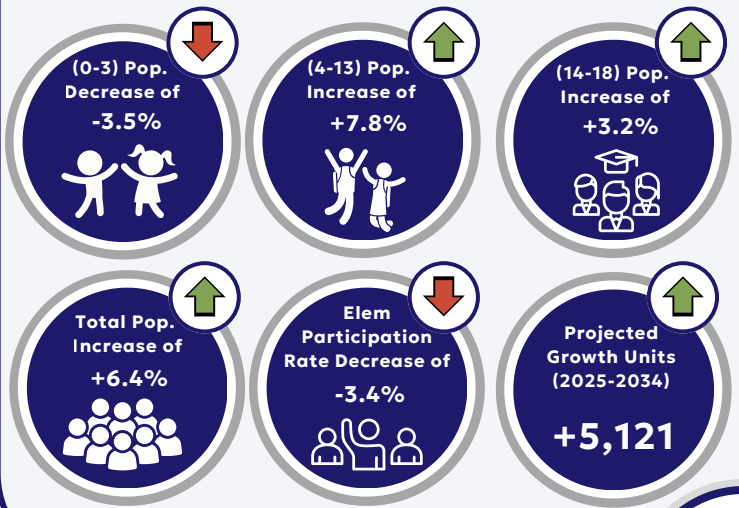 (0-3) Pop.
Decrease of
-3.5%
(4-13) Pop.
Increase of
+7.8%
(14-18) Pop.
Increase of
+3.2%
Total Pop.
Increase of
+6.4%
Elem
Participation
Rate Decrease of
-3.4%
Projected
Growth Units
(2025-2034)
+5,121